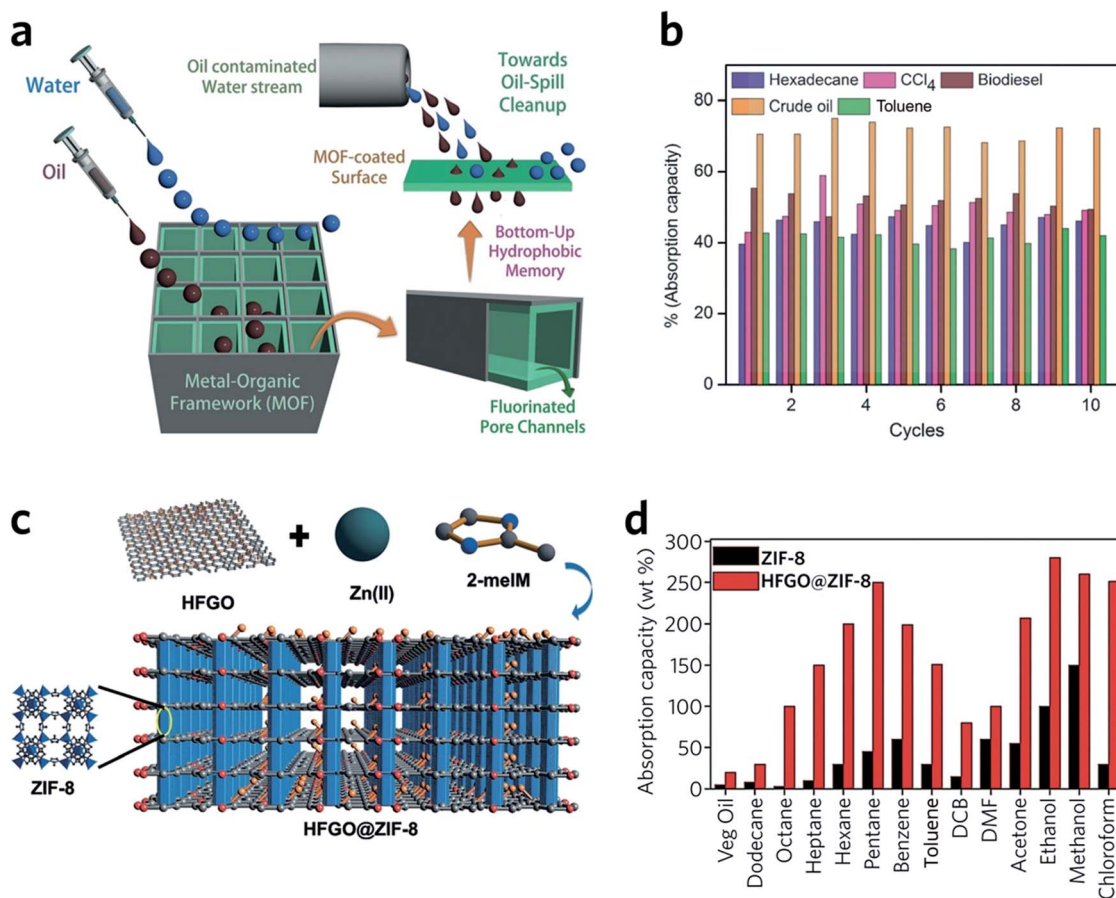 a
Water
Oil
Oil contaminated
Water stream
Towards
Oil-Spill
Cleanup
MOF-coated
Surface
Bottom-Up
Hydrophobic
Memory
Metal-Organic
Framework (MOF)
Fluorinated
Pore Channels
b
Hexadecane CCl4 Biodiesel
Crude oil Toluene
% (Absorption capacity)
80
60
40
20
0
2 4 6 8 10
Cycles
c
HFGO
+
Zn(II)
2-meIM
ZIF-8
HFGO@ZIF-8
d
ZIF-8
HFGO@ZIF-8
Absorption capacity (wt %)
300
250
200
150
100
50
0
Veg Oil
Dodecane
Octane
Heptane
Hexane
Pentane
Benzene
Toluene
DCB
DMF
Acetone
Ethanol
Methanol
Chloroform